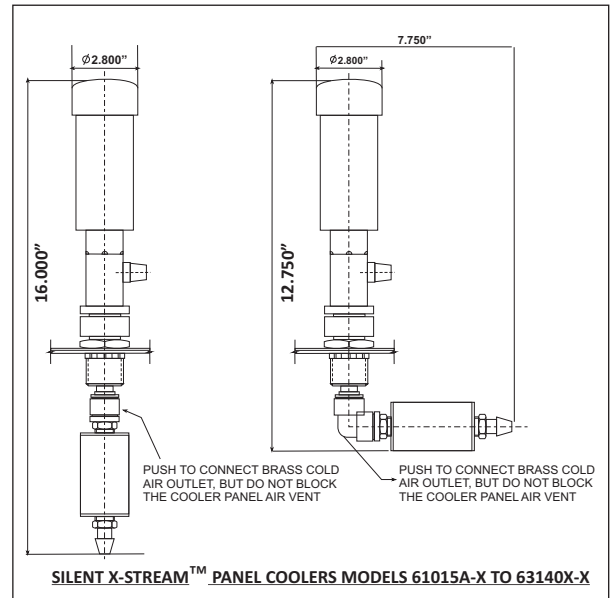 7.750”
Ø2.800”
Ø2.800”
16.000”
12.750”
PUSH TO CONNECT BRASS COLD
AIR OUTLET, BUT DO NOT BLOCK
THE COOLER PANEL AIR VENT
PUSH TO CONNECT BRASS COLD
AIR OUTLET, BUT DO NOT BLOCK
THE COOLER PANEL AIR VENT
SILENT X-STREAM™ PANEL COOLERS MODELS 61015A-X TO 63140X-X